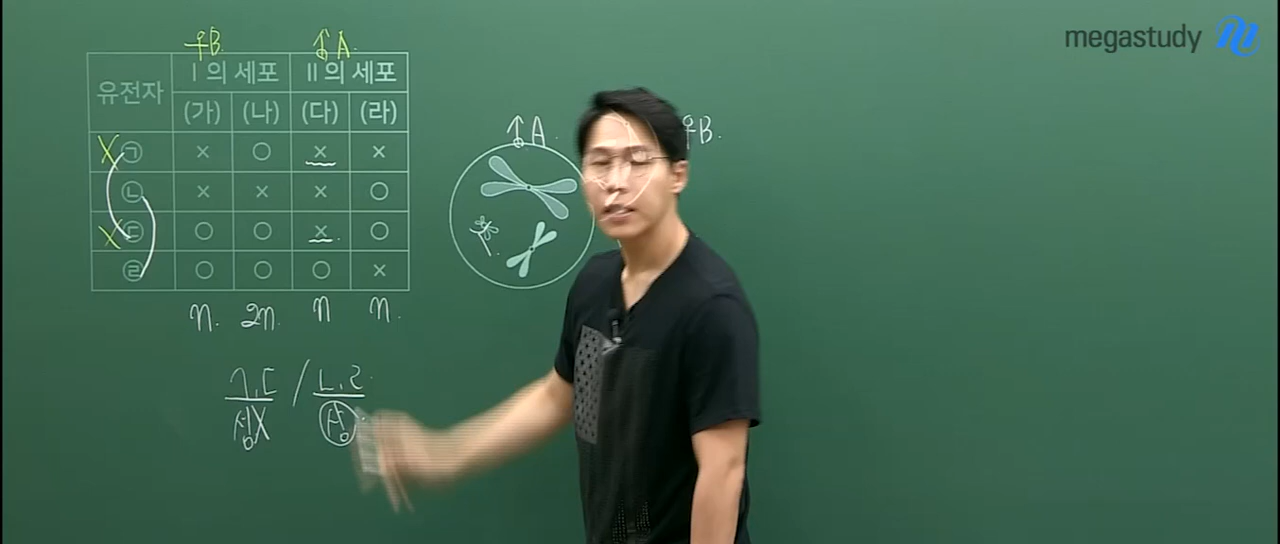 megastudy
♀B. ♂A.
유전자 Ⅰ의 세포 Ⅱ의 세포
(가) (나) (다) (라)
♂A. ♀B.
X ㉠ × ○ × ×
㉡ × × × ○
X ㉢ ○ ○ × ○
㉣ ○ ○ ○ ×
n. 2n. n n.
ㄱ.ㄷ / ㄴ.ㄹ
성X 상